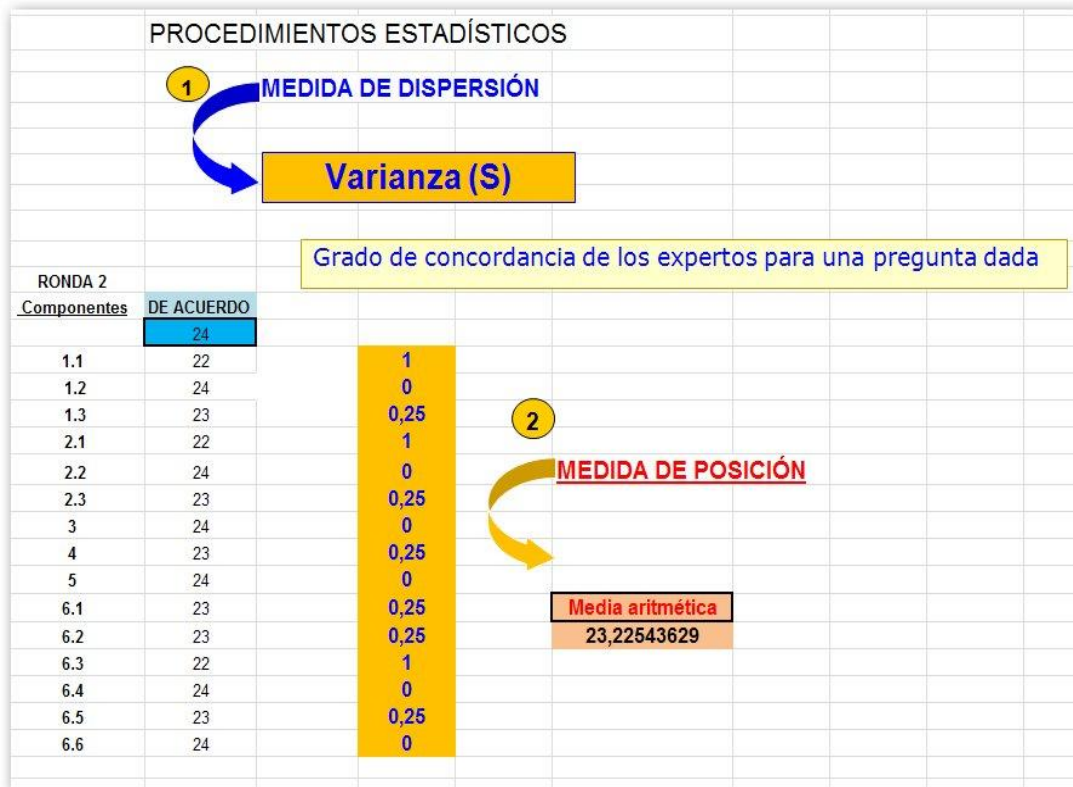 PROCEDIMIENTOS ESTADÍSTICOS
1
MEDIDA DE DISPERSIÓN
Varianza (S)
Grado de concordancia de los expertos para una pregunta dada
RONDA 2
Componentes DE ACUERDO
24
1.1 22 1
1.2 24 0
1.3 23 0,25
2
2.1 22 1
2.2 24 0
MEDIDA DE POSICIÓN
2.3 23 0,25
3 24 0
4 23 0,25
5 24 0
6.1 23 0,25 Media aritmética
6.2 23 0,25 23,22543629
6.3 22 1
6.4 24 0
6.5 23 0,25
6.6 24 0